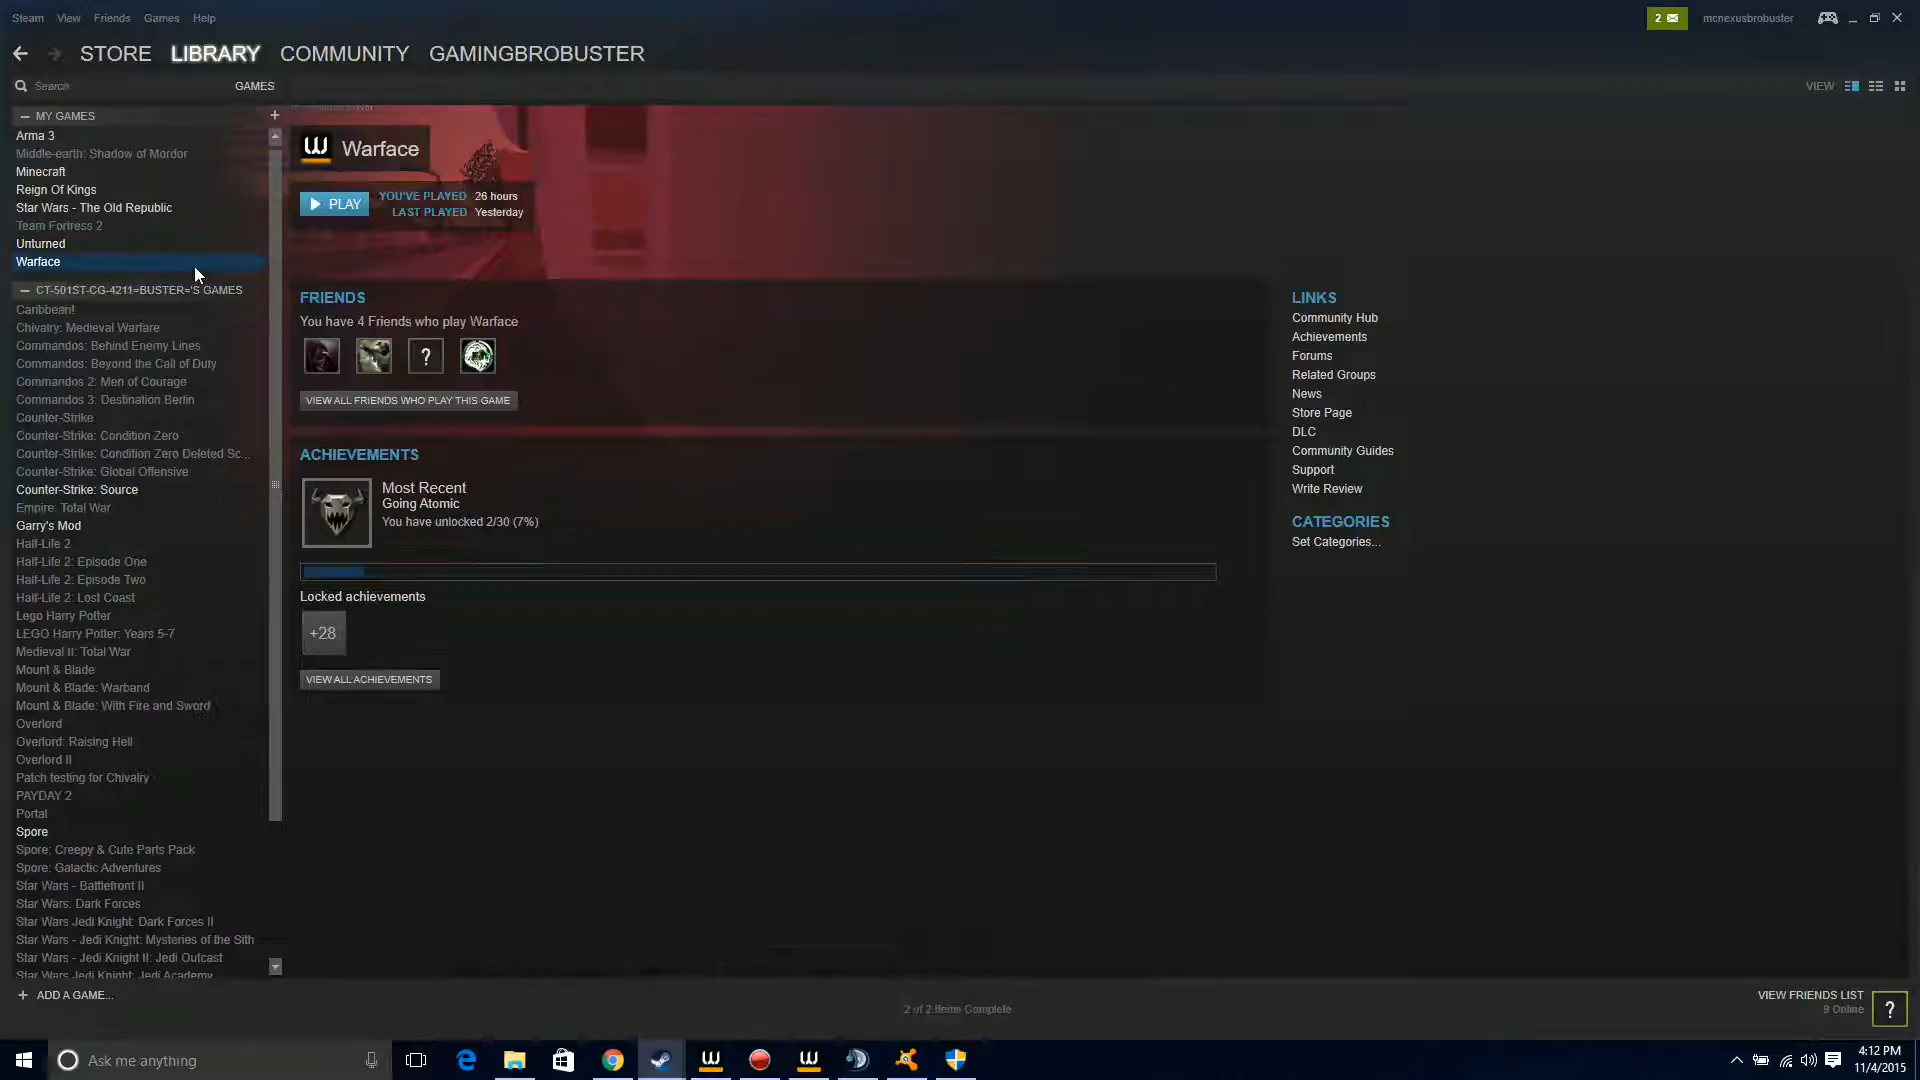 Steam View Friends Games Help
2
mcnexusbrobuster
STORE LIBRARY COMMUNITY GAMINGBROBUSTER
Search GAMES
VIEW
MY GAMES +
Arma 3
Middle-earth: Shadow of Mordor
Minecraft
Reign Of Kings
Star Wars - The Old Republic
Team Fortress 2
Unturned
Warface
CT-501ST-CG-4211=BUSTER='S GAMES
Caribbean!
Chivalry: Medieval Warfare
Commandos: Behind Enemy Lines
Commandos: Beyond the Call of Duty
Commandos 2: Men of Courage
Commandos 3: Destination Berlin
Counter-Strike
Counter-Strike: Condition Zero
Counter-Strike: Condition Zero Deleted Sc...
Counter-Strike: Global Offensive
Counter-Strike: Source
Empire: Total War
Garry's Mod
Half-Life 2
Half-Life 2: Episode One
Half-Life 2: Episode Two
Half-Life 2: Lost Coast
Lego Harry Potter
LEGO Harry Potter: Years 5-7
Medieval II: Total War
Mount & Blade
Mount & Blade: Warband
Mount & Blade: With Fire and Sword
Overlord
Overlord: Raising Hell
Overlord II
Patch testing for Chivalry
PAYDAY 2
Portal
Spore
Spore: Creepy & Cute Parts Pack
Spore: Galactic Adventures
Star Wars - Battlefront II
Star Wars: Dark Forces
Star Wars Jedi Knight: Dark Forces II
Star Wars - Jedi Knight: Mysteries of the Sith
Star Wars - Jedi Knight II: Jedi Outcast
Star Wars Jedi Knight: Jedi Academy
+ ADD A GAME...
Warface
PLAY
YOU'VE PLAYED 26 hours
LAST PLAYED Yesterday
FRIENDS
You have 4 Friends who play Warface
?
VIEW ALL FRIENDS WHO PLAY THIS GAME
ACHIEVEMENTS
Most Recent
Going Atomic
You have unlocked 2/30 (7%)
Locked achievements
+28
VIEW ALL ACHIEVEMENTS
LINKS
Community Hub
Achievements
Forums
Related Groups
News
Store Page
DLC
Community Guides
Support
Write Review
CATEGORIES
Set Categories...
2 of 2 Items Complete
VIEW FRIENDS LIST
9 Online
?
Ask me anything
4:12 PM
11/4/2015